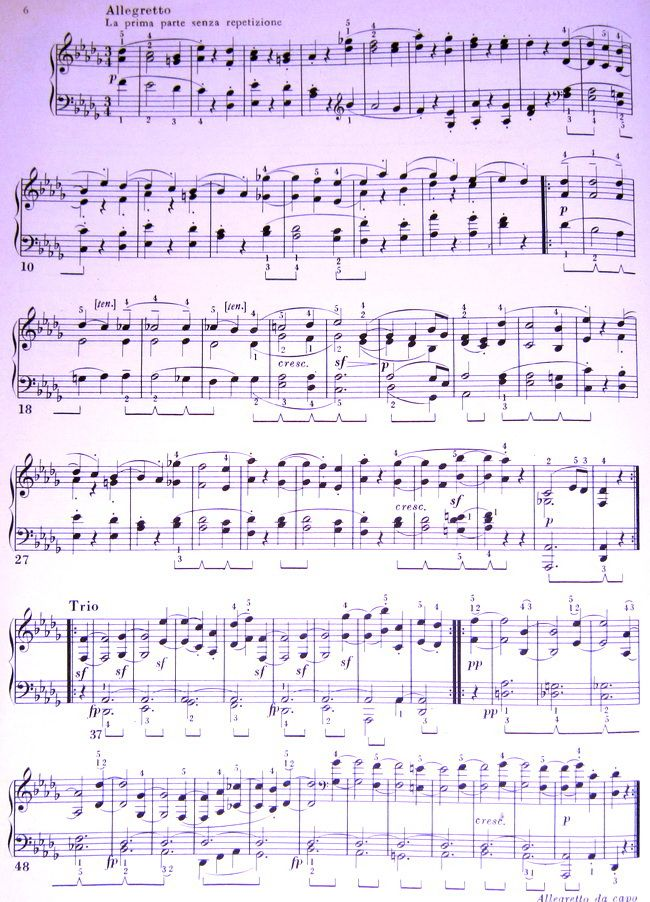 6
Allegretto
La prima parte senza repetizione
p
10
p
[ten.] [ten.]
cresc. sf p
18
cresc. sf
p
27
Trio
sf sf sf sf sf pp
fp fp pp
37
cresc. p
fp fp
48
Allegretto da capo